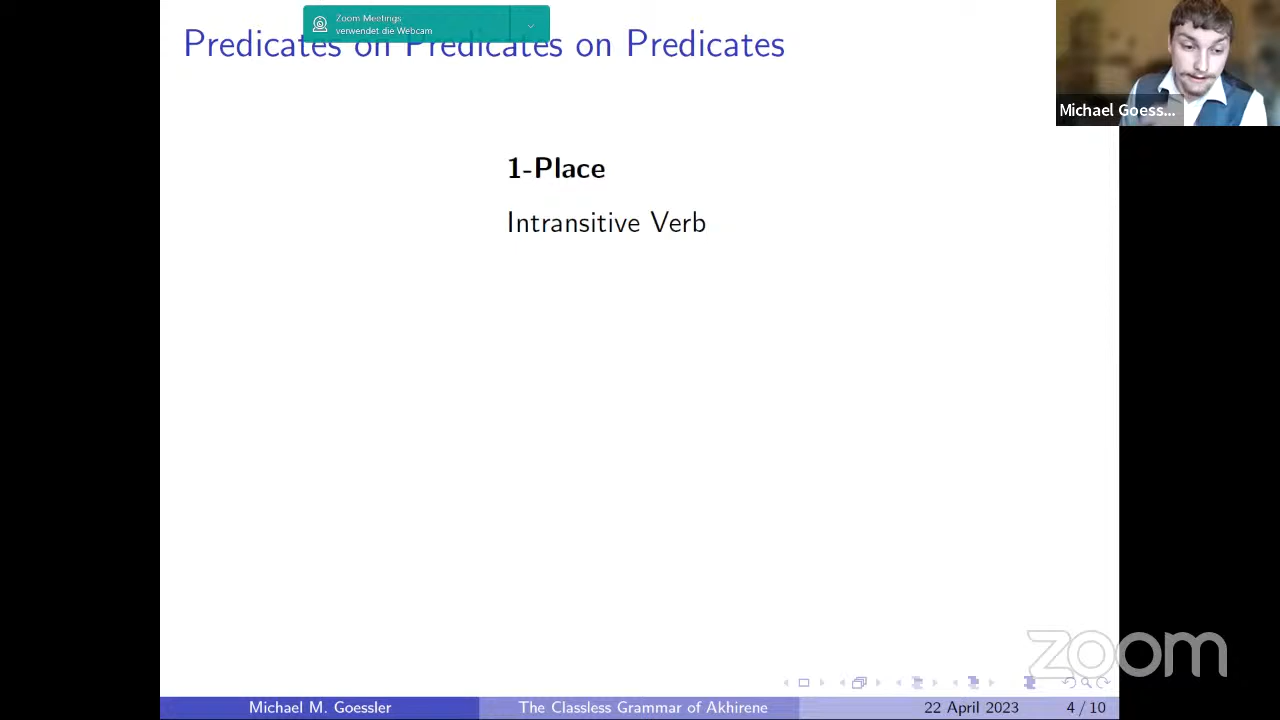 Zoom Meetings
verwendet die Webcam
Predicates on Predicates on Predicates
Michael Goess...
1-Place
Intransitive Verb
zoom
Michael M. Goessler
The Classless Grammar of Akhirene
22 April 2023
4 / 10